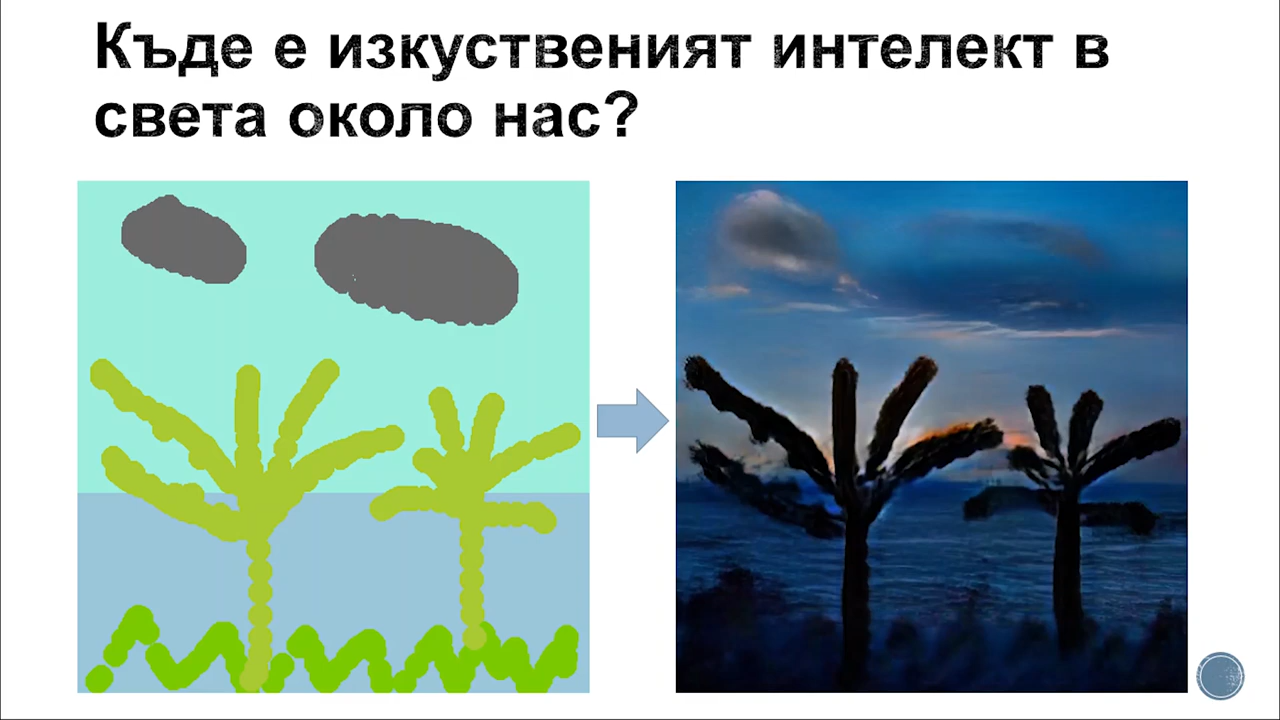 Къде е изкуственият интелект в
света около нас?